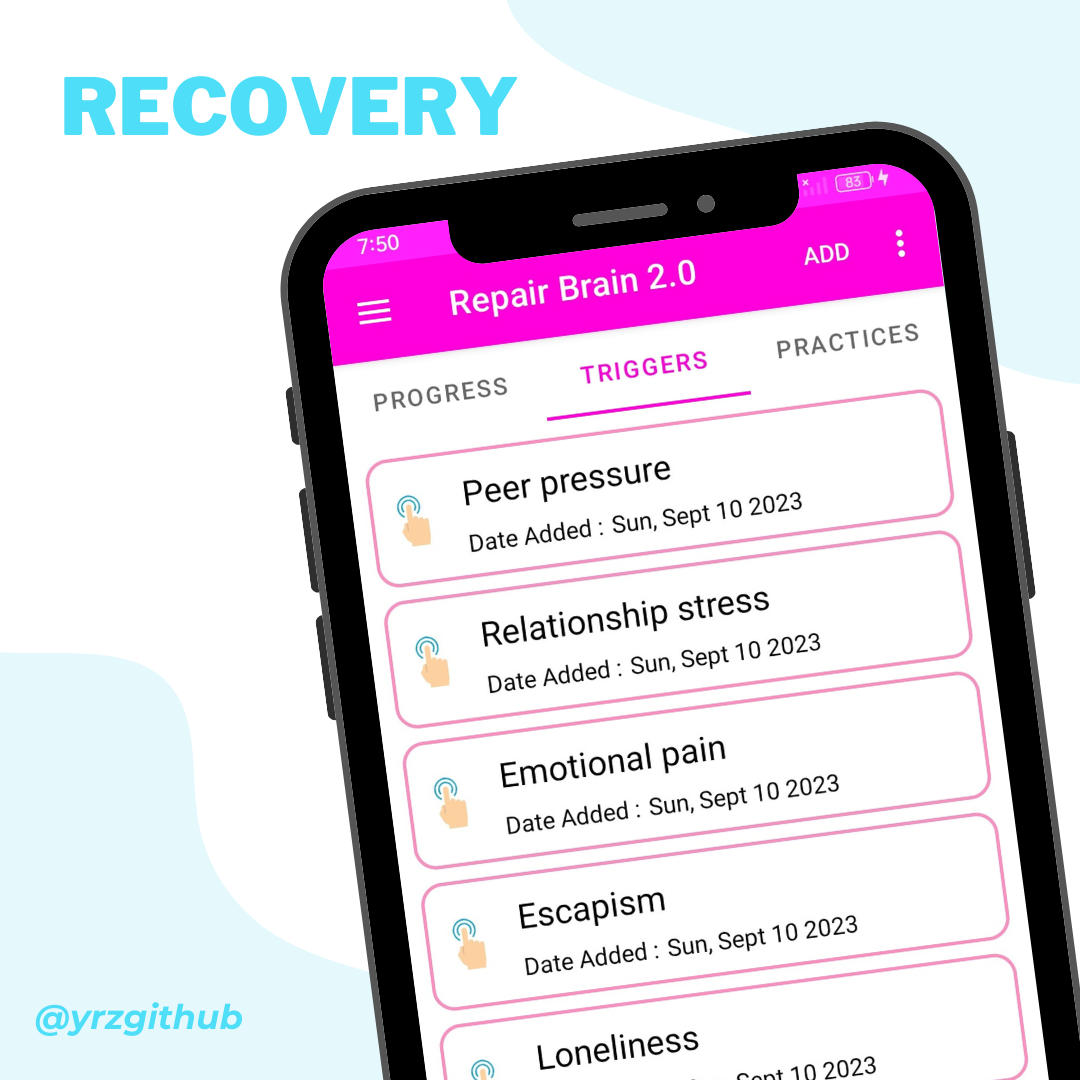 RECOVERY
7:50
83
Repair Brain 2.0
ADD
PROGRESS
TRIGGERS
PRACTICES
Peer pressure
Date Added : Sun, Sept 10 2023
Relationship stress
Date Added : Sun, Sept 10 2023
Emotional pain
Date Added : Sun, Sept 10 2023
Escapism
Date Added : Sun, Sept 10 2023
Loneliness
Sept 10 2023
@yrzgithub